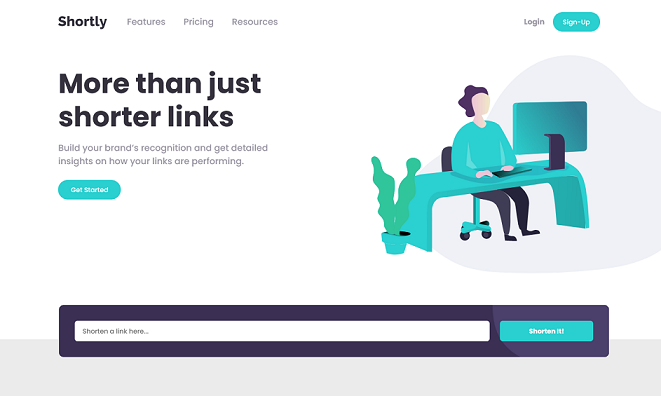 Shortly Features Pricing Resources Login Sign-Up
More than just
shorter links
Build your brand's recognition and get detailed
insights on how your links are performing.
Get Started
Shorten a link here... Shorten It!